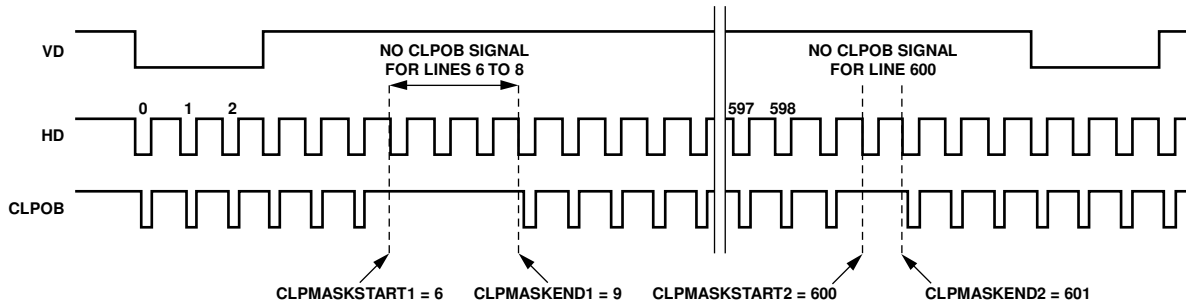 VD
NO CLPOB SIGNAL
FOR LINES 6 TO 8
NO CLPOB SIGNAL
FOR LINE 600
HD
0 1 2 597 598
CLPOB
CLPMASKSTART1 = 6 CLPMASKEND1 = 9 CLPMASKSTART2 = 600 CLPMASKEND2 = 601